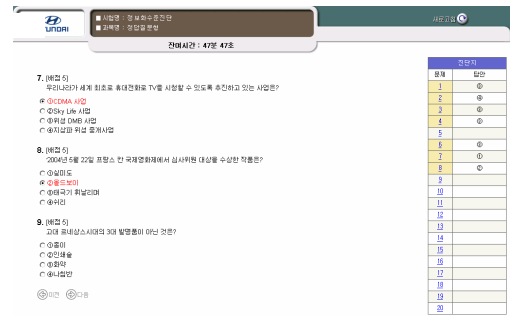 UNDRI
■ 시험명 : 정보화수준진단
■ 과목명 : 정답골문항
새로고침
잔여시간 : 47분 47초
7. [배점 5]
우리나라가 세계 최초로 휴대전화로 TV를 시청할 수 있도록 추진하고 있는 사업은?
①CDMA 사업
②Sky Life 사업
③위성 DMB 사업
④지상파 위성 중개사업
8. [배점 5]
'2004년 5월 22일 프랑스 칸 국제영화제에서 심사위원 대상를 수상한 작품은?
①실미도
②올드보이
③태극기 휘날리며
④쉬리
9. [배점 5]
고대 르네상스시대의 3대 발명품이 아닌 것은?
①종이
②인쇄술
③화약
④나침반
이전 다음
답안지
문제 답안
1
2
3
4
5
6
7 ①
8 ②
9
10
11
12
13
14
15
16
17
18
19
20